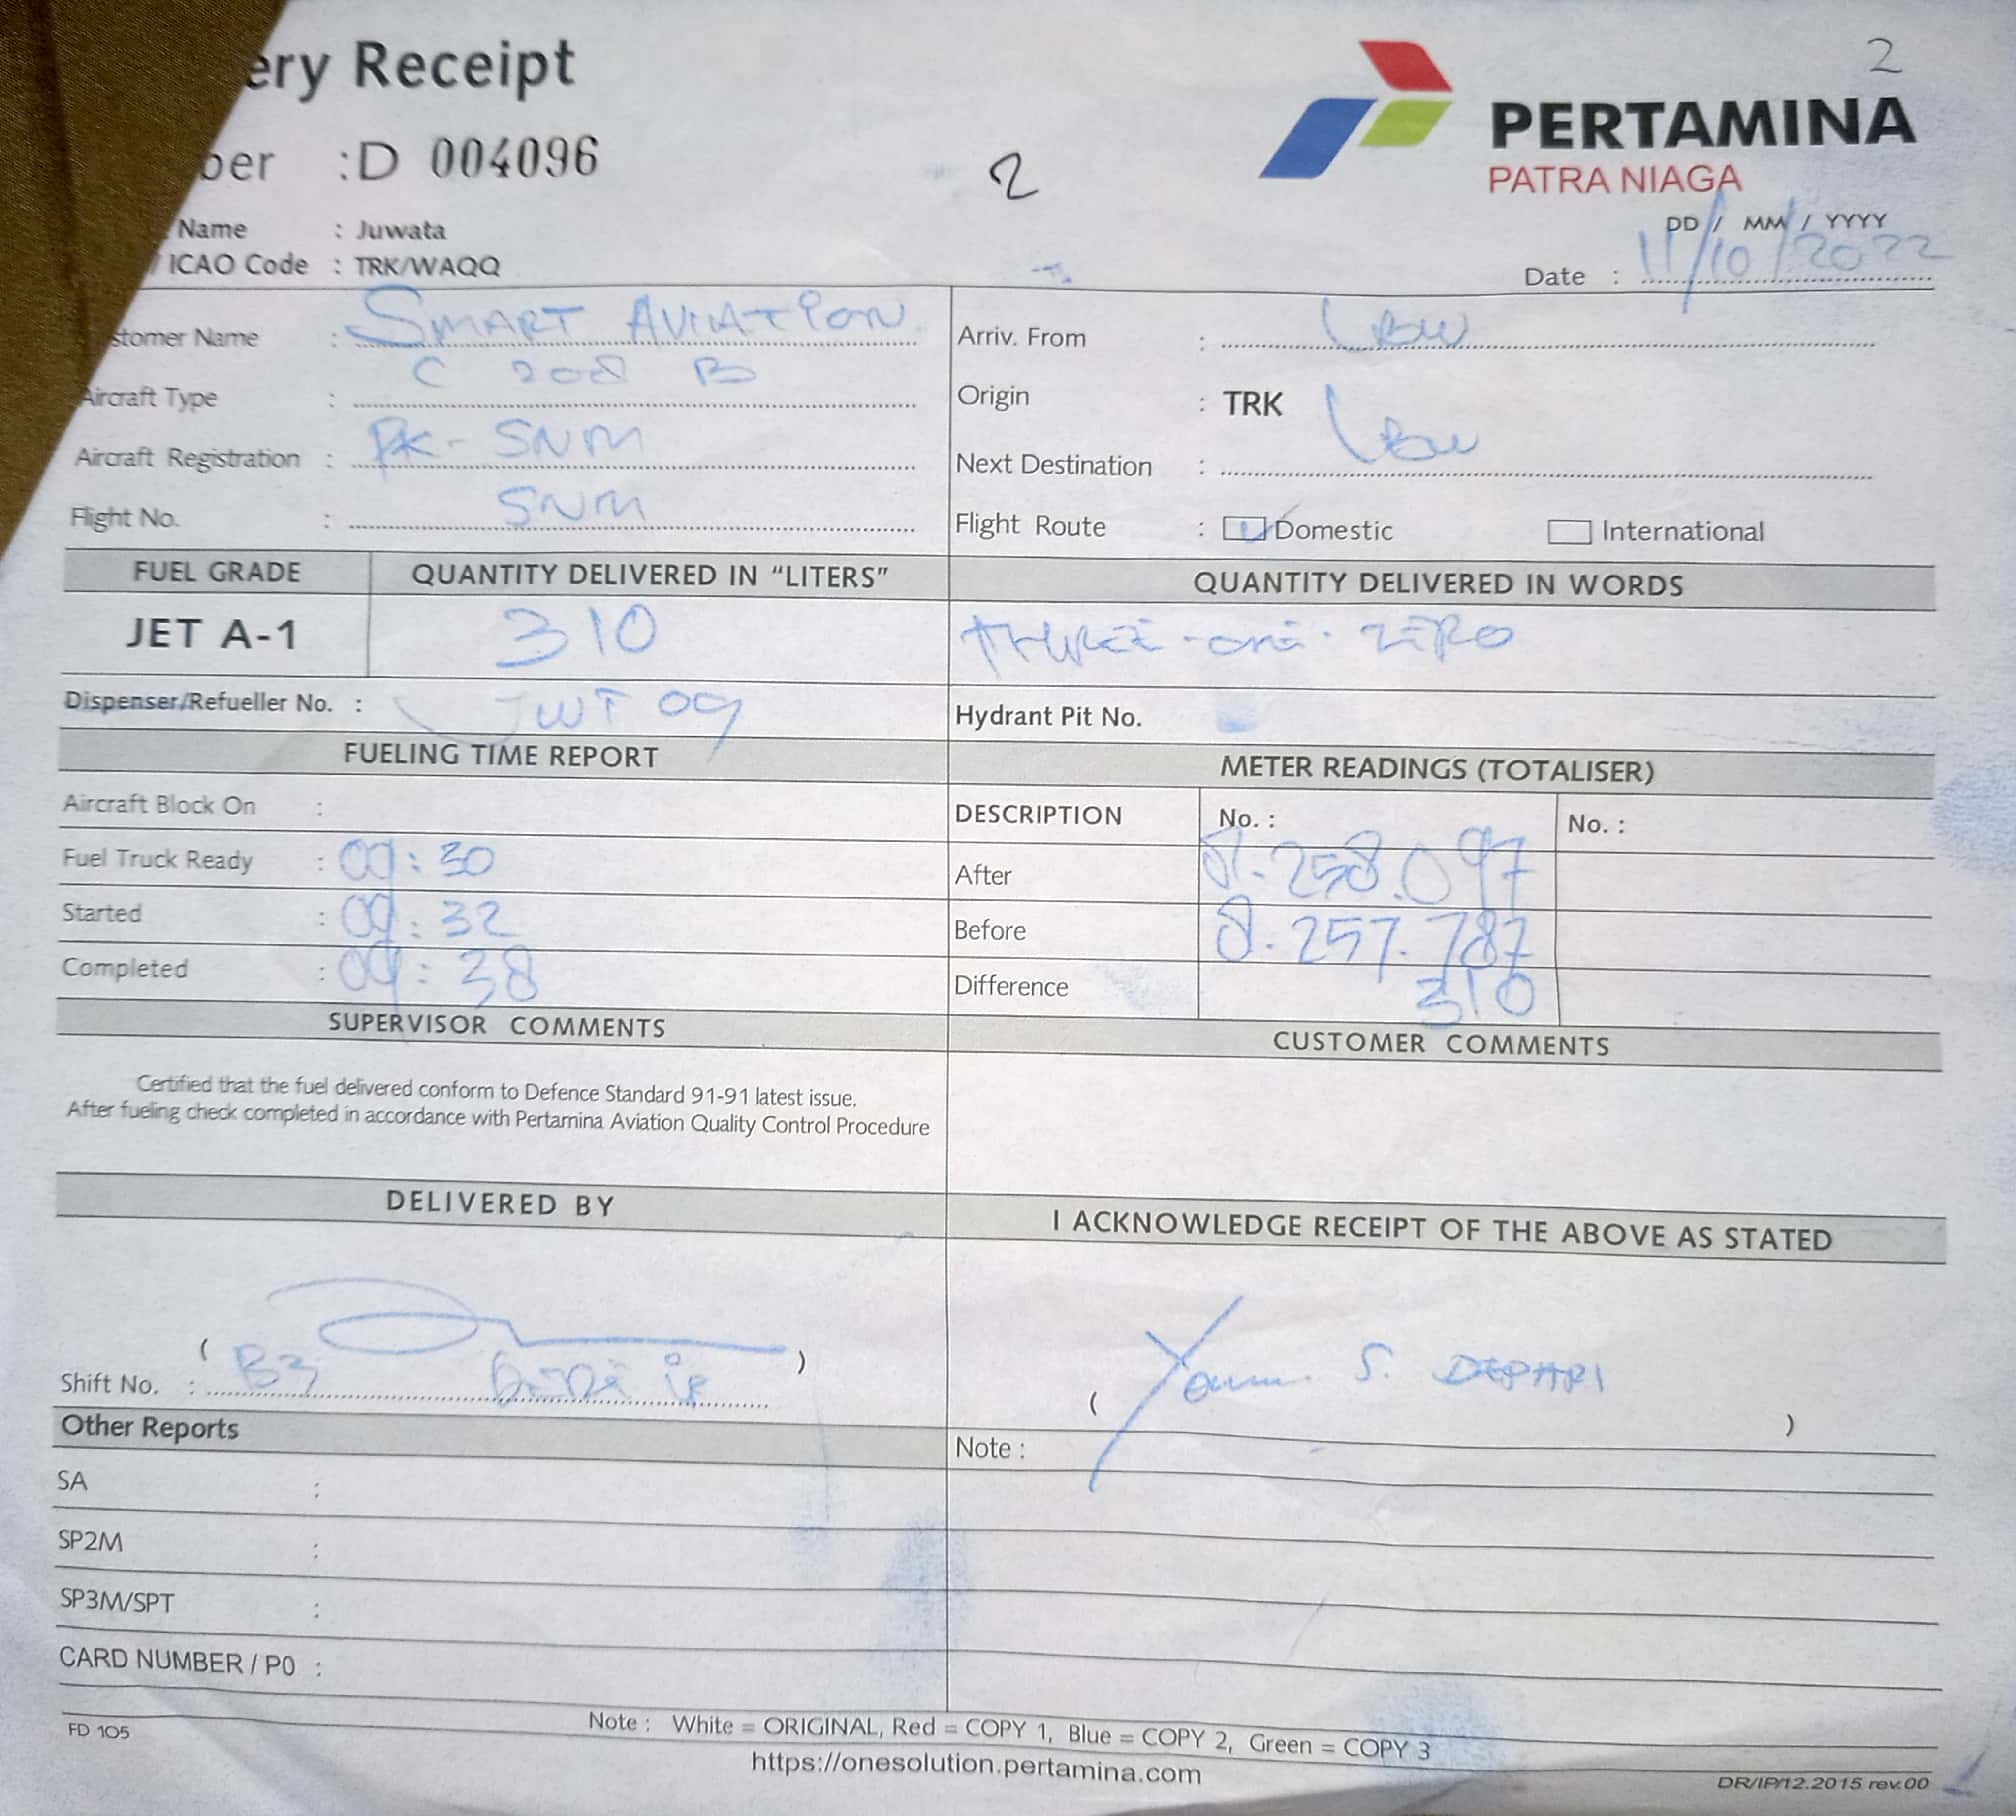 ery Receipt
2
PERTAMINA
PATRA NIAGA
ber : D 004096
2
Name : Juwata
DD / MM / YYYY
/ ICAO Code : TRK/WAQQ
Date : 11/10/2022
stomer Name : SMART AVIATION
Arriv. From : LBW
Aircraft Type : C 208 B
Origin : TRK
Aircraft Registration : PK-SNM
Next Destination : LBW
Flight No. : SNM
Flight Route : Domestic International
FUEL GRADE QUANTITY DELIVERED IN "LITERS" QUANTITY DELIVERED IN WORDS
JET A-1 310 THREE-ONE-ZERO
Dispenser/Refueller No. : JWT 09
Hydrant Pit No.
FUELING TIME REPORT METER READINGS (TOTALISER)
Aircraft Block On :
DESCRIPTION No. : No. :
Fuel Truck Ready : 09:30
After 258.097
Started : 09:32
Before 257.787
Completed : 09:38
Difference 310
SUPERVISOR COMMENTS CUSTOMER COMMENTS
Certified that the fuel delivered conform to Defence Standard 91-91 latest issue.
After fueling check completed in accordance with Pertamina Aviation Quality Control Procedure
DELIVERED BY I ACKNOWLEDGE RECEIPT OF THE ABOVE AS STATED
( )
Shift No. : B3
( S. )
Other Reports
Note :
SA :
SP2M :
SP3M/SPT :
CARD NUMBER / P0 :
FD 105
Note : White = ORIGINAL, Red = COPY 1, Blue = COPY 2, Green = COPY 3
https://onesolution.pertamina.com
DR/IP/12.2015 rev.00